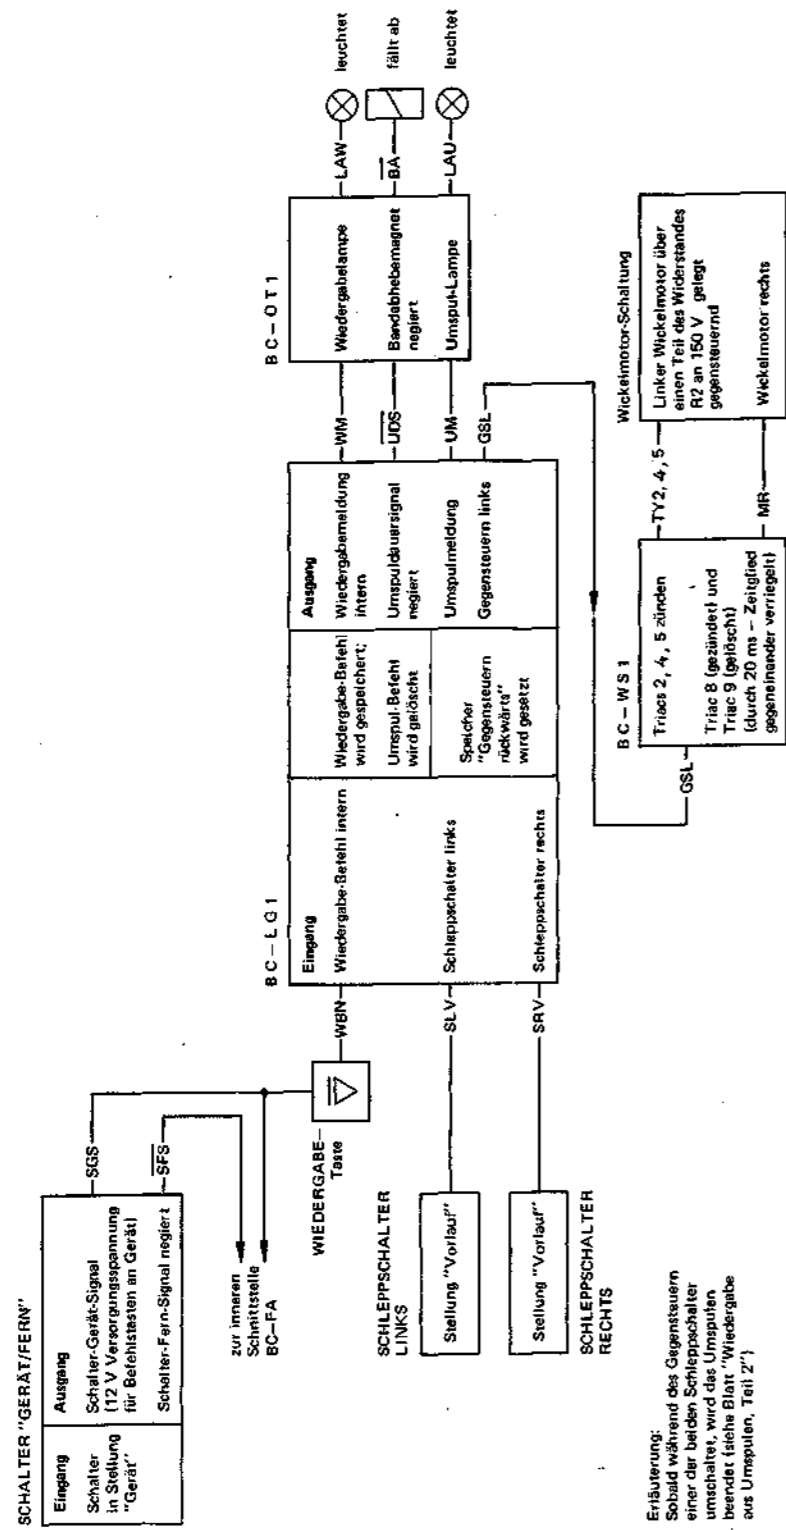 SCHALTER "GERÄT/FERN"
Eingang
Schalter
in Stellung
"Gerät"
Ausgang
Schalter-Gerät-Signal
(12 V Versorgungsspannung
für Befehlstasten an Gerät)
Schalter-Fern-Signal negiert
SGS
SFS
zur inneren
Schnittstelle
BC–FA
WIEDERGABE–
Taste
SCHLEPPSCHALTER
LINKS
Stellung "Vorlauf"
Stellung "Vorlauf"
SCHLEPPSCHALTER
RECHTS
WBN
SLV
SRV
BC–LG1
Eingang
Wiedergabe-Befehl intern
Schleppschalter links
Schleppschalter rechts
Wiedergabe-Befehl
wird gespeichert;
Umspul-Befehl
wird gelöscht
Speicher
"Gegensteuern
rückwärts"
wird gesetzt
Ausgang
Wiedergabemeldung
intern
Umspuldauersignal
negiert
Umspulmeldung
Gegensteuern links
WM
UDS
UM
GSL
BC–OT1
Wiedergabelampe
Bandabhebemagnet
negiert
Umspul-Lampe
LAW
BA
LAU
leuchtet
fällt ab
leuchtet
GSL
BC–WS1
Triacs 2, 4, 5 zünden
Triac 8 (gezündet) und
Triac 9 (gelöscht)
(durch 20 ms – Zeitglied
gegeneinander verriegelt)
TY2, 4, 5
MR
Wickelmotor-Schaltung
Linker Wickelmotor über
einen Teil des Widerstandes
R2 an 150 V gelegt
gegensteuernd
Wickelmotor rechts
Erläuterung:
Sobald während des Gegensteuern
einer der beiden Schleppschalter
umschaltet, wird das Umspulen
beendet (siehe Blatt "Wiedergabe
aus Umspulen, Teil 2")